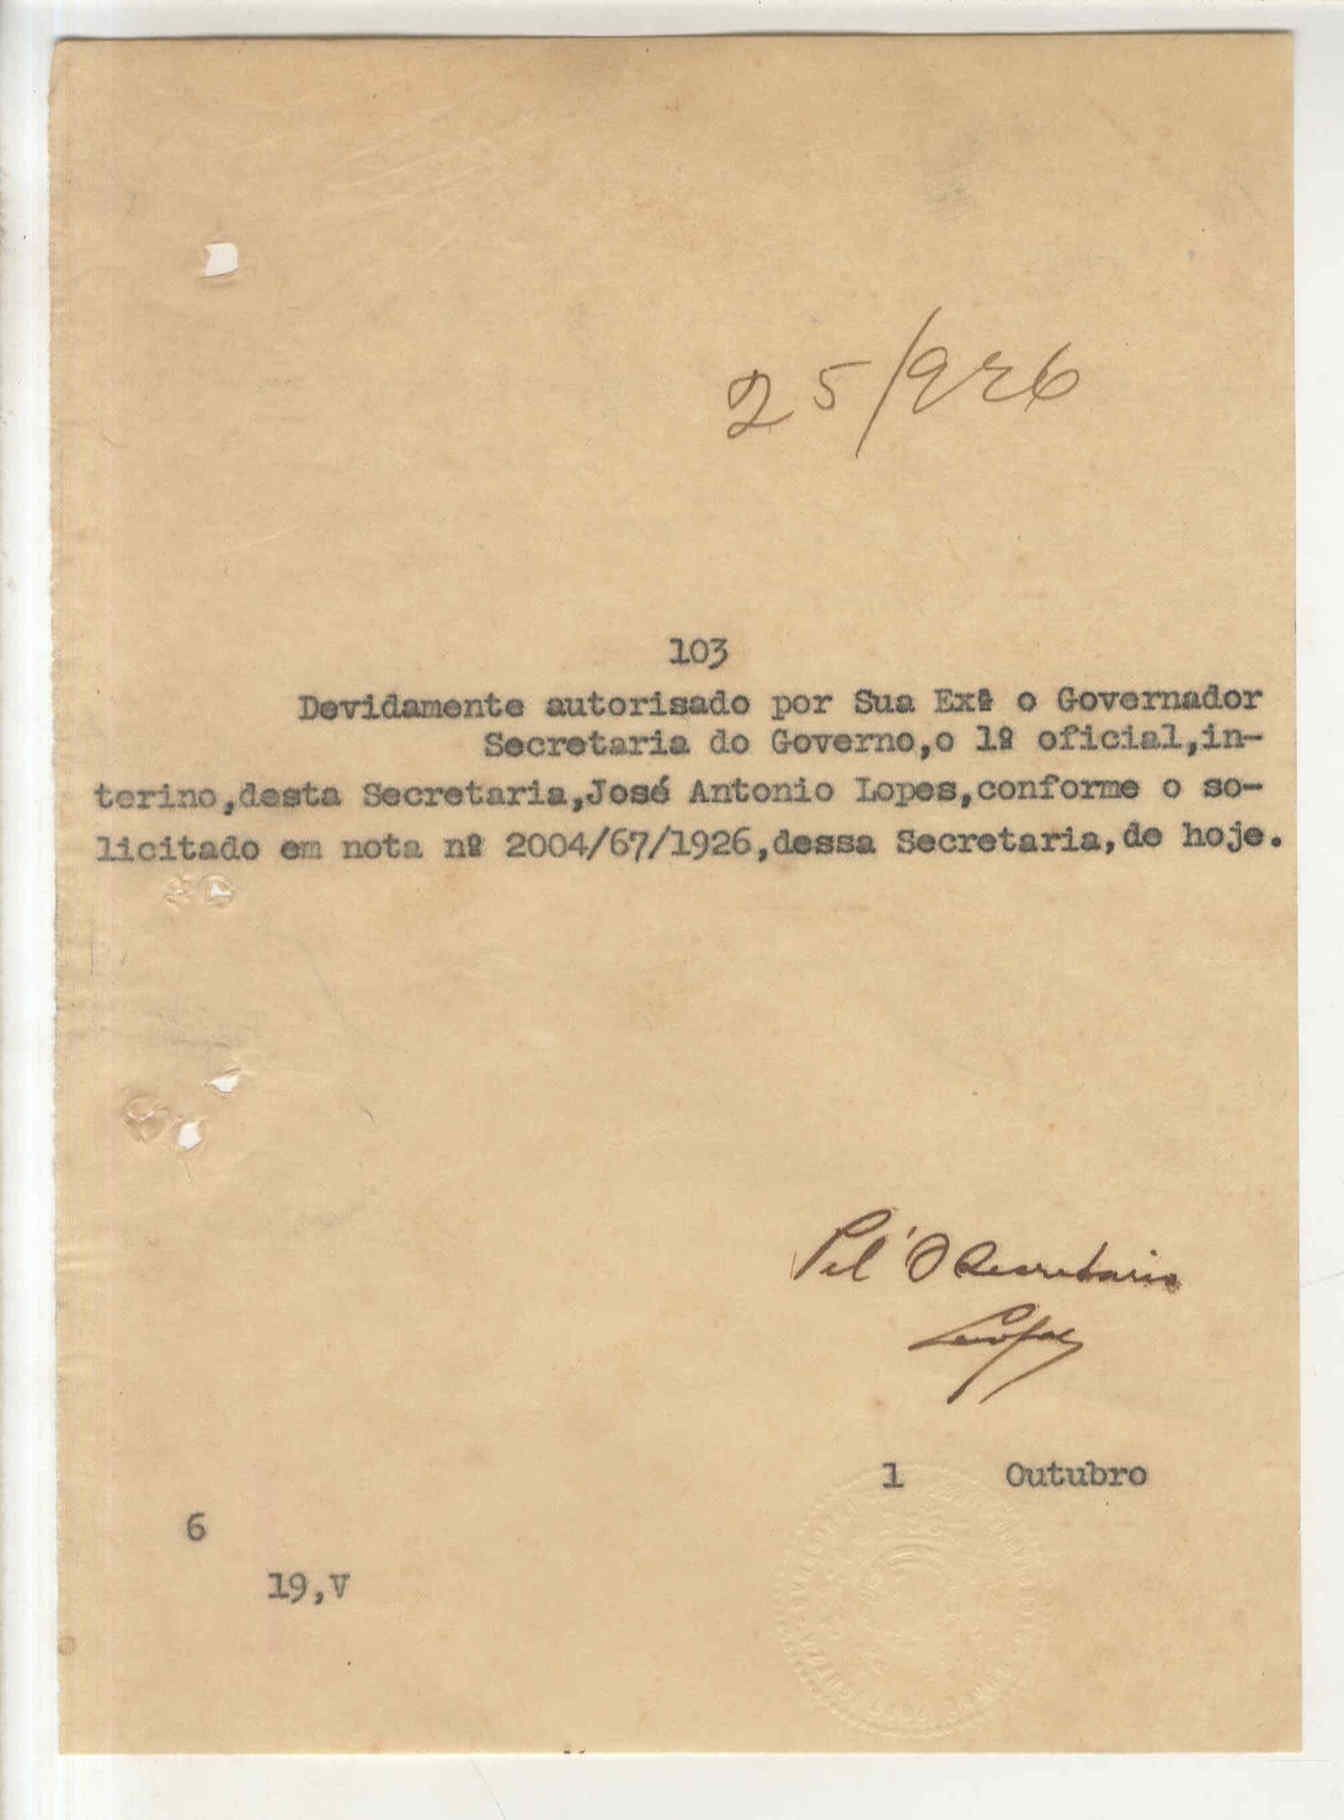 25/926
103
Devidamente autorisado por Sua Exª o Governador
Secretaria do Governo,o 1º oficial,in-
terino,desta Secretaria,José Antonio Lopes,conforme o so-
licitado em nota nº 2004/67/1926,dessa Secretaria,de hoje.
Pel' O Secretario
Lopes
1 Outubro
6
19,V